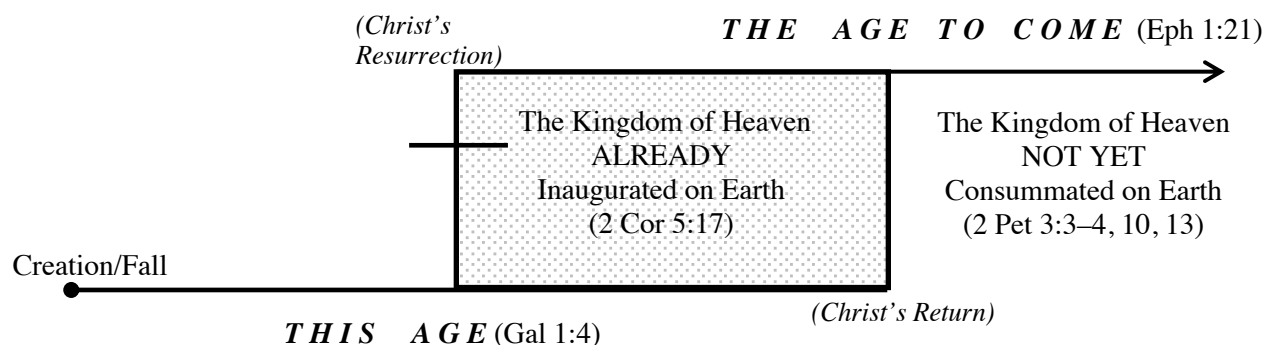 (Christ's
Resurrection)
THE AGE TO COME (Eph 1:21)
The Kingdom of Heaven
ALREADY
Inaugurated on Earth
(2 Cor 5:17)
The Kingdom of Heaven
NOT YET
Consummated on Earth
(2 Pet 3:3–4, 10, 13)
Creation/Fall
(Christ's Return)
THIS AGE (Gal 1:4)